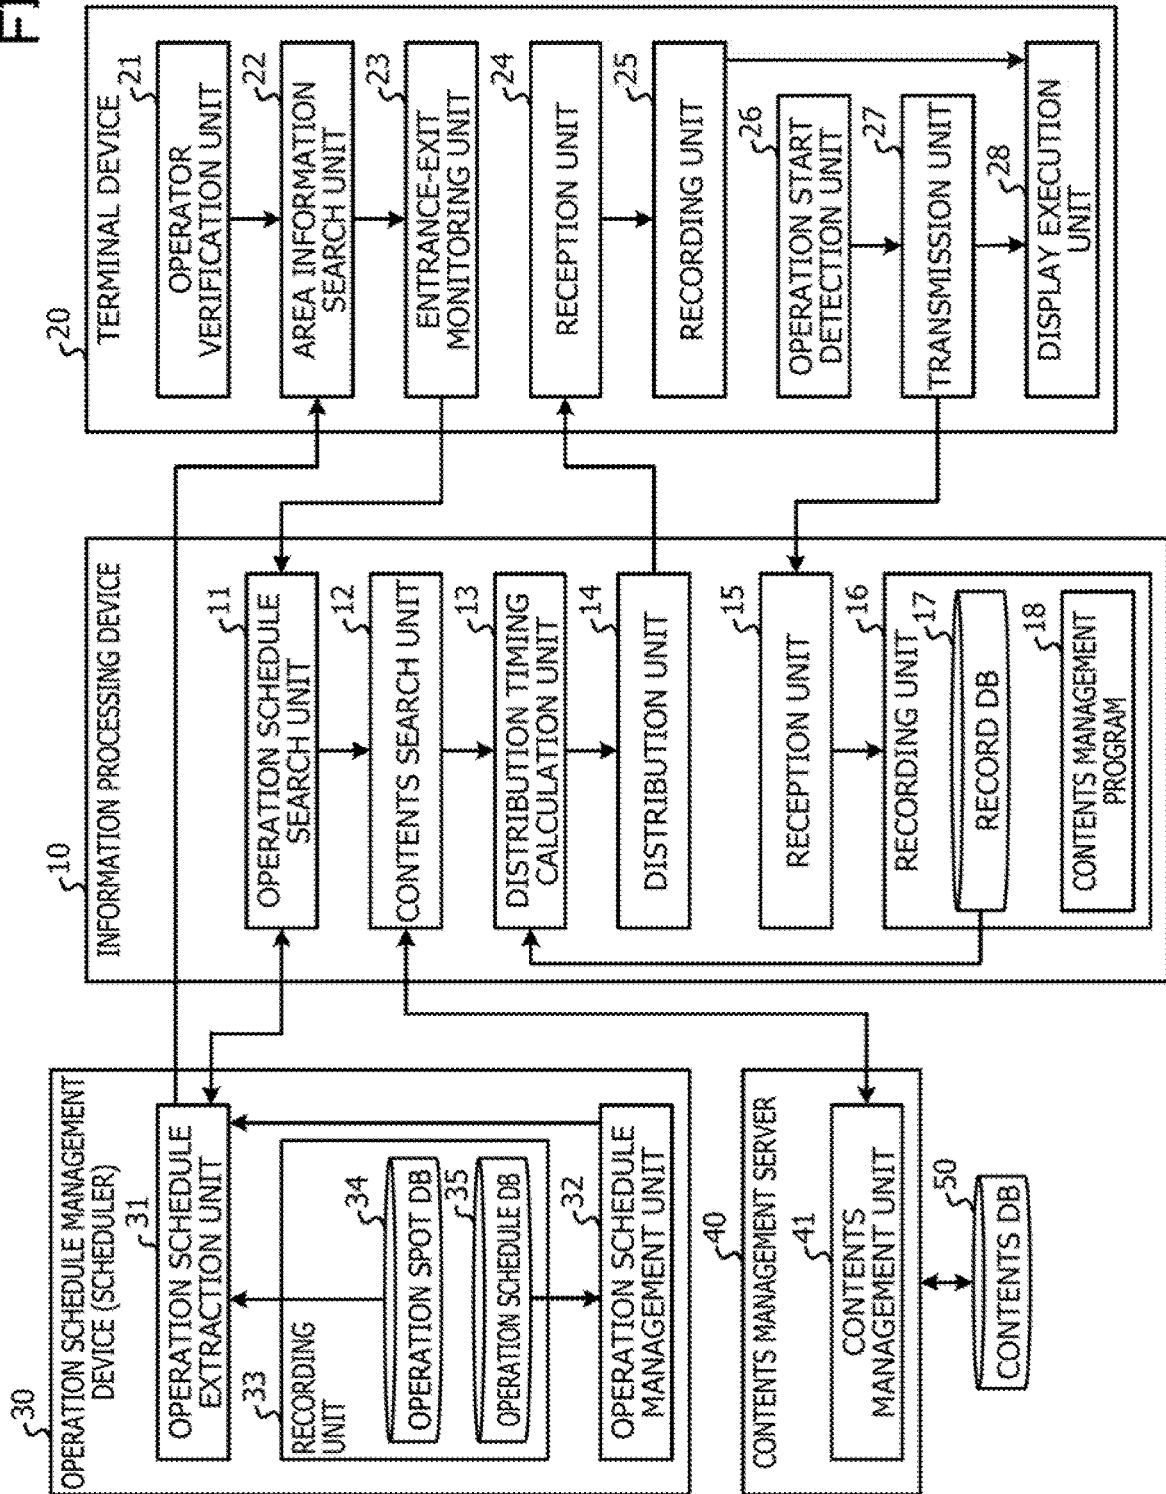 FI
30
OPERATION SCHEDULE MANAGEMENT
DEVICE (SCHEDULER)
31
OPERATION SCHEDULE
EXTRACTION UNIT
33
RECORDING
UNIT
34
OPERATION SPOT DB
35
OPERATION SCHEDULE DB
32
OPERATION SCHEDULE
MANAGEMENT UNIT
40
CONTENTS MANAGEMENT SERVER
41
CONTENTS
MANAGEMENT UNIT
50
CONTENTS DB
10
INFORMATION PROCESSING DEVICE
11
OPERATION SCHEDULE
SEARCH UNIT
12
CONTENTS SEARCH UNIT
13
DISTRIBUTION TIMING
CALCULATION UNIT
14
DISTRIBUTION UNIT
15
RECEPTION UNIT
16
RECORDING UNIT
17
RECORD DB
18
CONTENTS MANAGEMENT
PROGRAM
20
TERMINAL DEVICE
21
OPERATOR
VERIFICATION UNIT
22
AREA INFORMATION
SEARCH UNIT
23
ENTRANCE-EXIT
MONITORING UNIT
24
RECEPTION UNIT
25
RECORDING UNIT
26
OPERATION START
DETECTION UNIT
27
TRANSMISSION UNIT
28
DISPLAY EXECUTION
UNIT